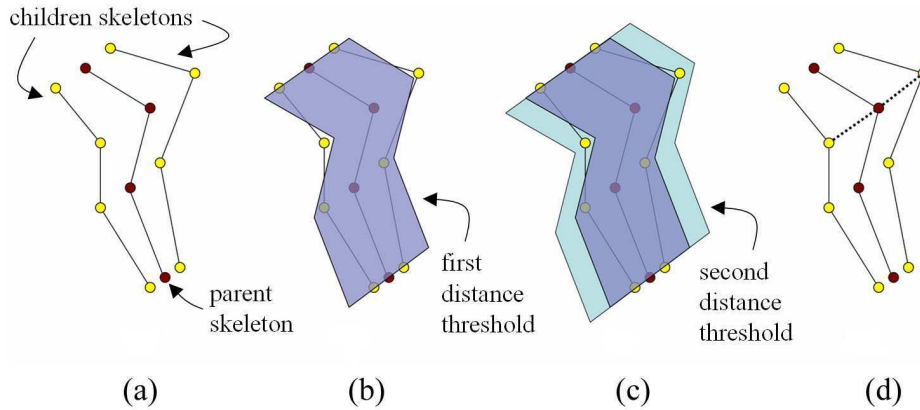 children skeletons
parent
skeleton
first
distance
threshold
second
distance
threshold
(a)
(b)
(c)
(d)